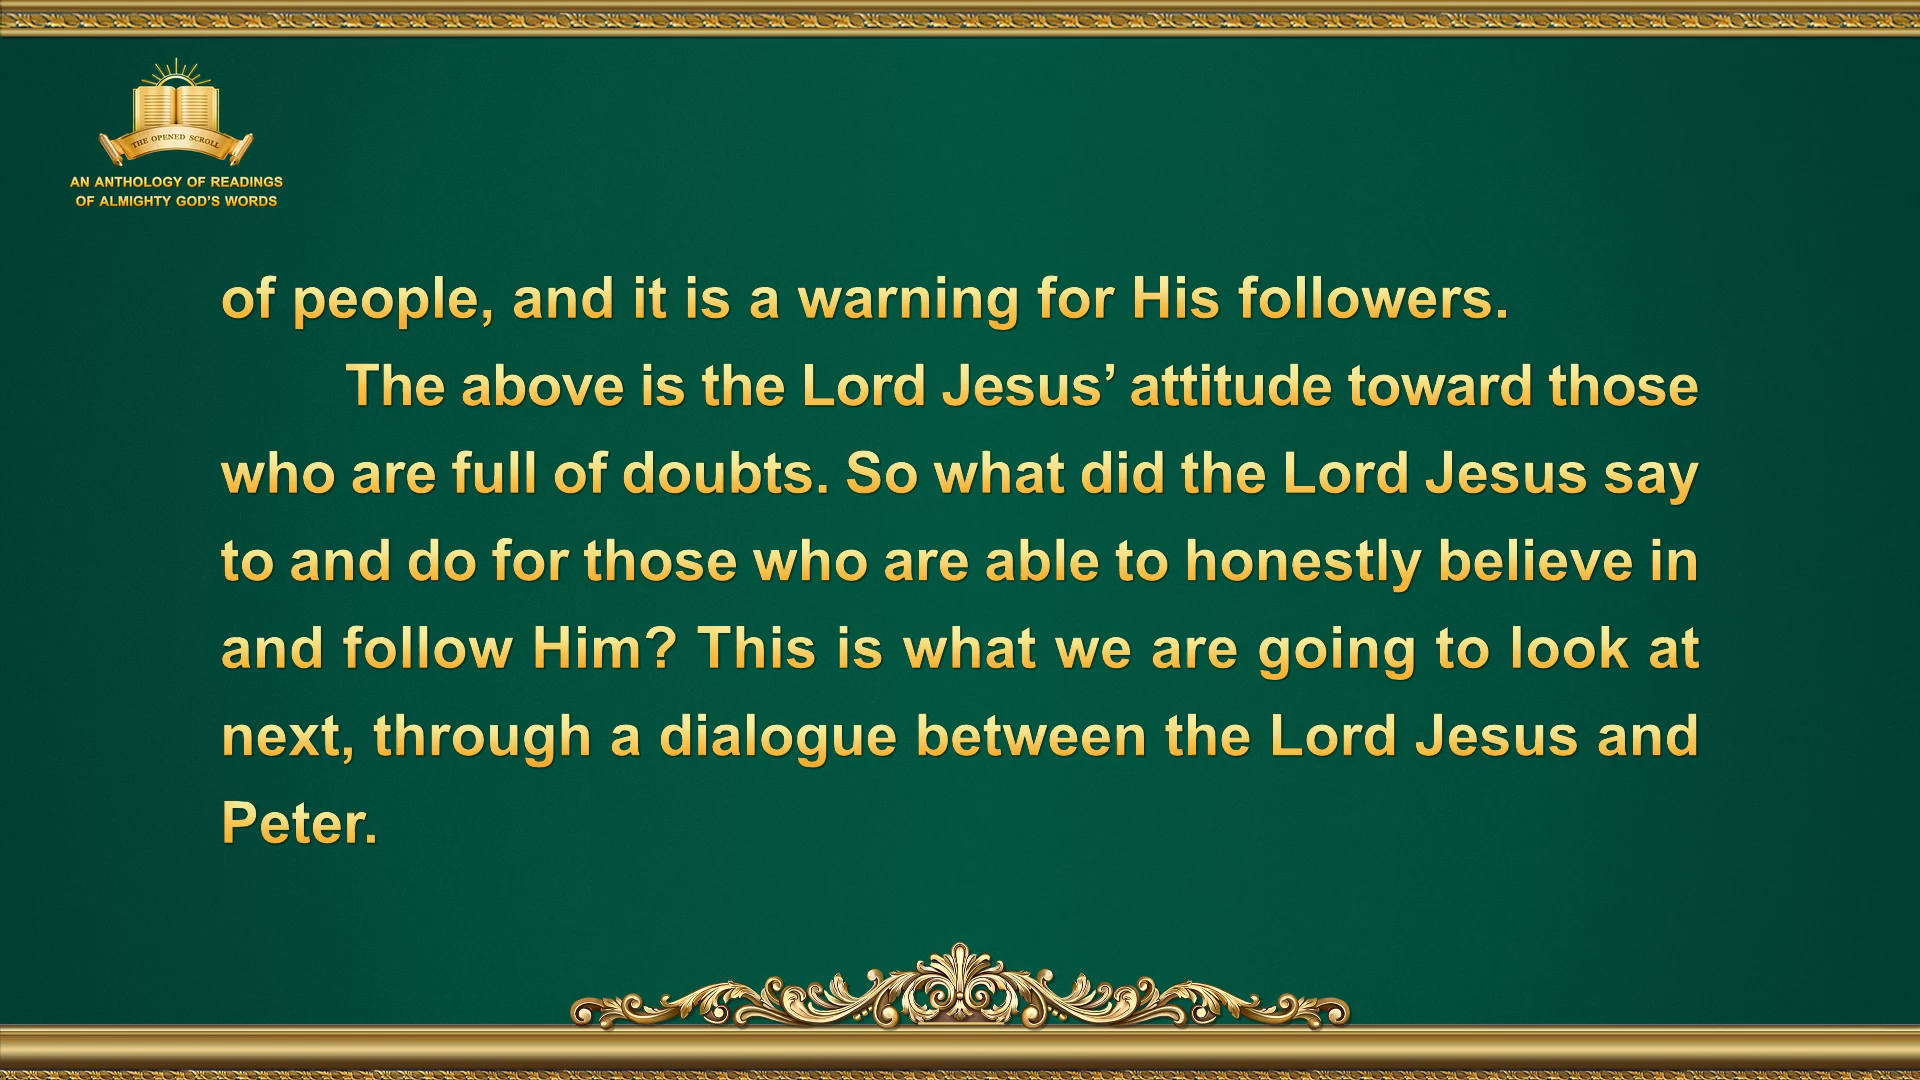 THE OPENED SCROLL
AN ANTHOLOGY OF READINGS
OF ALMIGHTY GOD’S WORDS
of people, and it is a warning for His followers.
The above is the Lord Jesus’ attitude toward those
who are full of doubts. So what did the Lord Jesus say
to and do for those who are able to honestly believe in
and follow Him? This is what we are going to look at
next, through a dialogue between the Lord Jesus and
Peter.